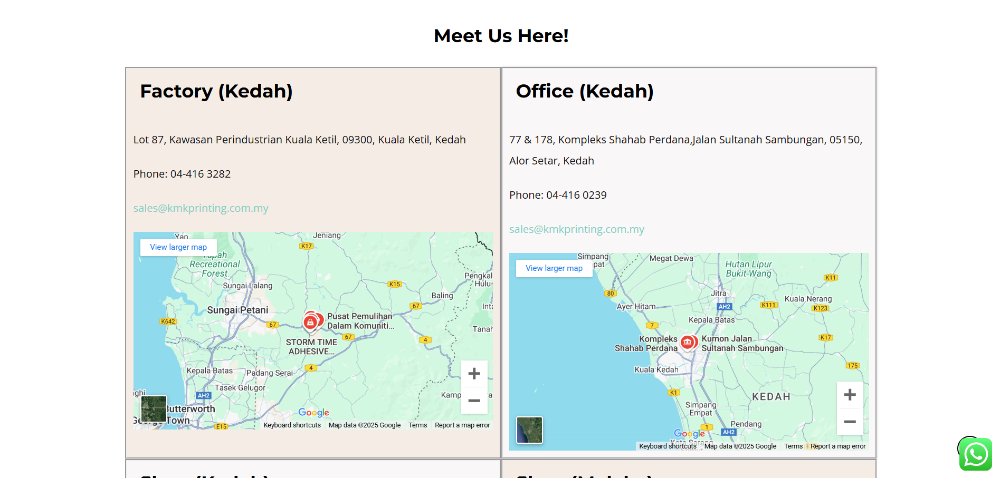 Meet Us Here!
Factory (Kedah)
Lot 87, Kawasan Perindustrian Kuala Ketil, 09300, Kuala Ketil, Kedah
Phone: 04-416 3282
sales@kmkprinting.com.my
View larger map
Yan
Jeniang
K17
Recreational
Forest
Sungai Lalang
K15
Pengkal
Hulu
Baling
Sungai Petani
67
K642
67
Pusat Pemulihan
Dalam Komuniti...
STORM TIME
ADHESIVE...
67
4
Tanah
4
Kepala Batas
Padang Serai
Tasek Gelugor
AH2
Kamp
Butterworth
Town
E15
Google
Keyboard shortcuts
Map data ©2025 Google
Terms
Report a map error
Office (Kedah)
77 & 178, Kompleks Shahab Perdana,Jalan Sultanah Sambungan, 05150,
Alor Setar, Kedah
Phone: 04-416 0239
sales@kmkprinting.com.my
View larger map
Simpang
Megat Dewa
Hutan Lipur
Bukit Wang
K11
80
Jitra
Kuala Nerang
Ayer Hitam
AH2
K111
K123
7
Kepala Batas
Kompleks
Shahab Perdana
Kumon Jalan
Sultanah Sambungan
K17
Kuala Kedah
175
K1
KEDAH
Simpang
Empat
Pendang
1
AH2
Google
Keyboard shortcuts
Map data ©2025 Google
Terms
Report a map error